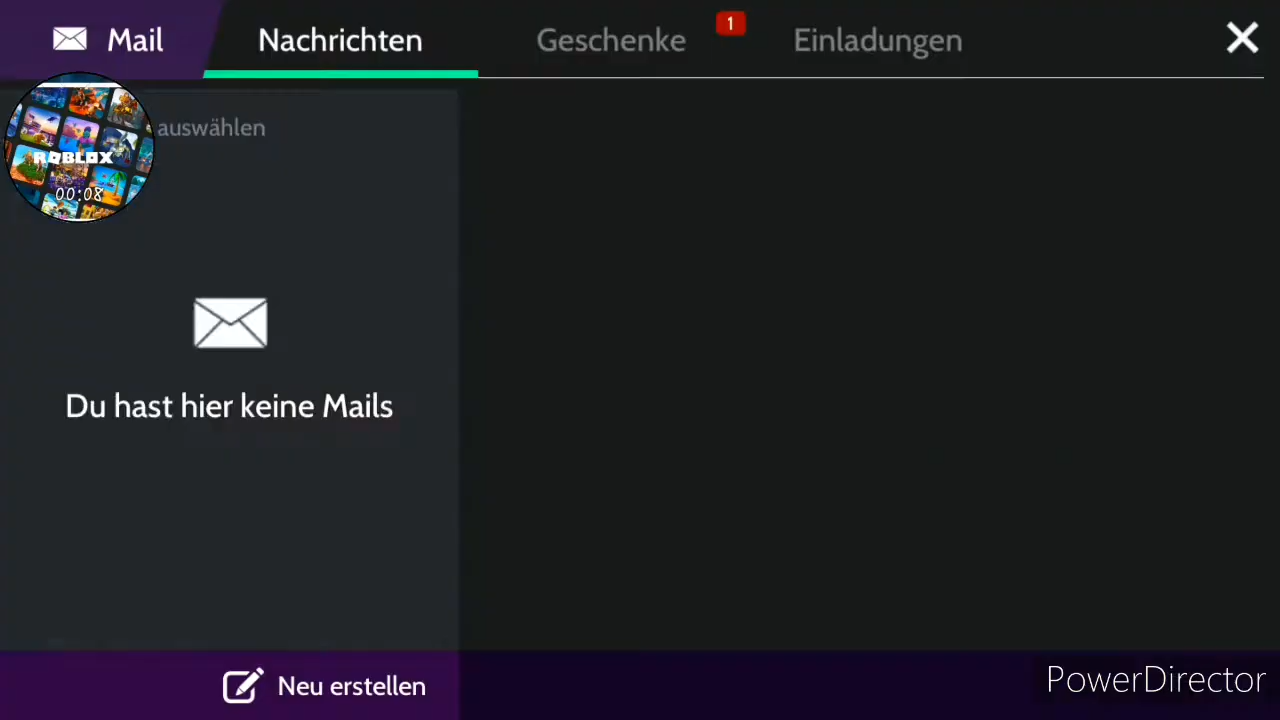 Mail
Nachrichten
Geschenke
1
Einladungen
auswählen
ROBLOX
00:08
Du hast hier keine Mails
Neu erstellen
PowerDirector